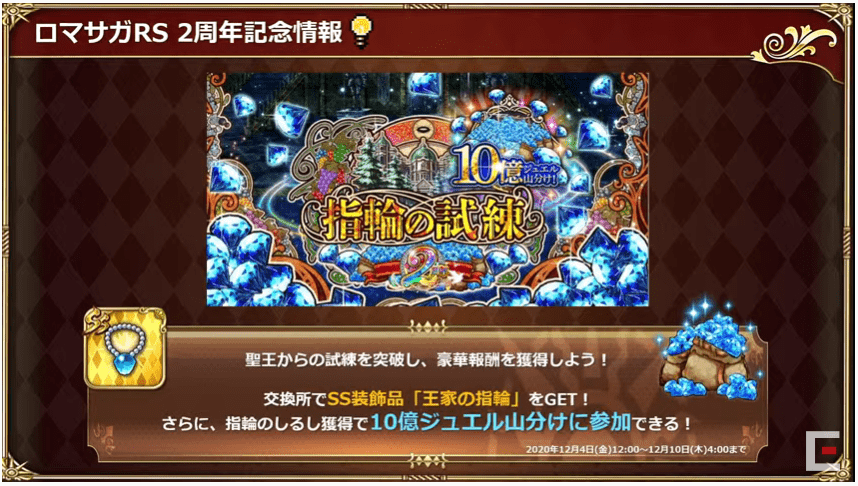 ロマサガRS 2周年記念情報
10億ジュエル山分け!
指輪の試練
2
SS
聖王からの試練を突破し、豪華報酬を獲得しよう！
交換所でSS装飾品「王家の指輪」をGET！
さらに、指輪のしるし獲得で10億ジュエル山分けに参加できる！
2020年12月4日(金)12:00～12月10日(木)4:00まで